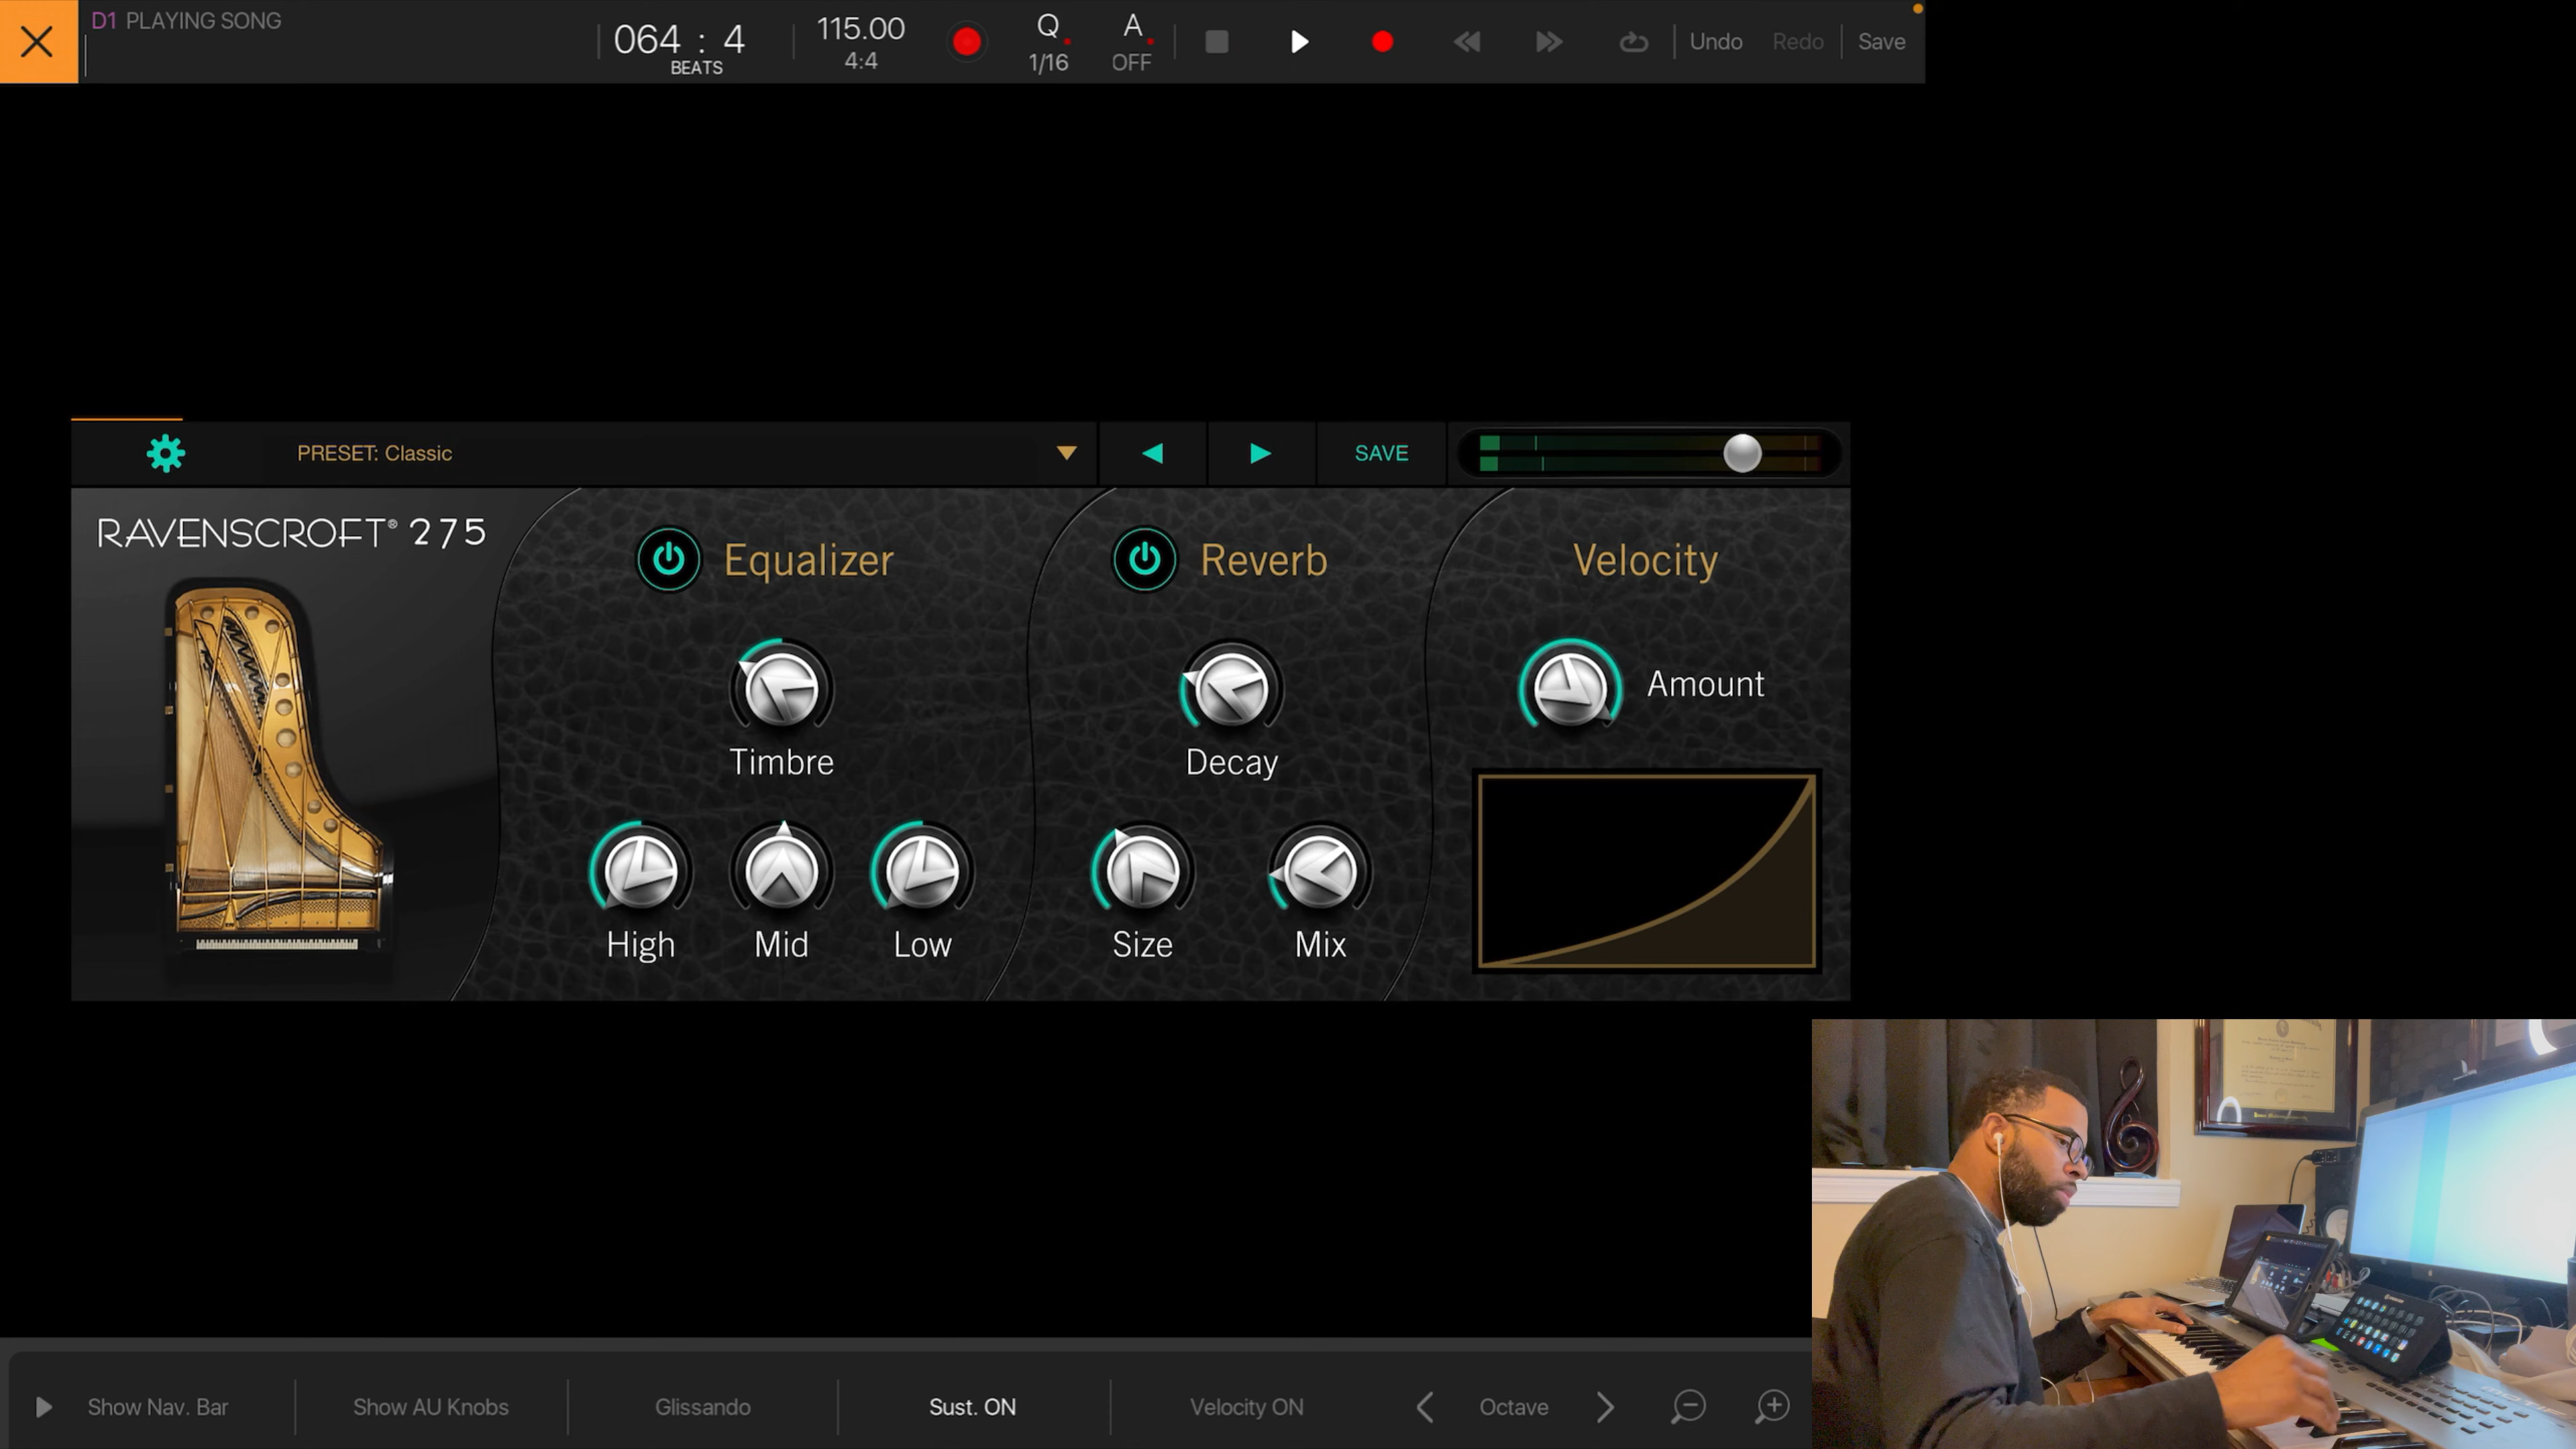 D1 PLAYING SONG
064 : 4
BEATS
115.00
4:4
Q
1/16
A
OFF
Undo
Redo
Save
PRESET: Classic
SAVE
RAVENSCROFT® 275
Equalizer
Reverb
Velocity
Timbre
Decay
Amount
High
Mid
Low
Size
Mix
Show Nav. Bar
Show AU Knobs
Glissando
Sust. ON
Velocity ON
Octave